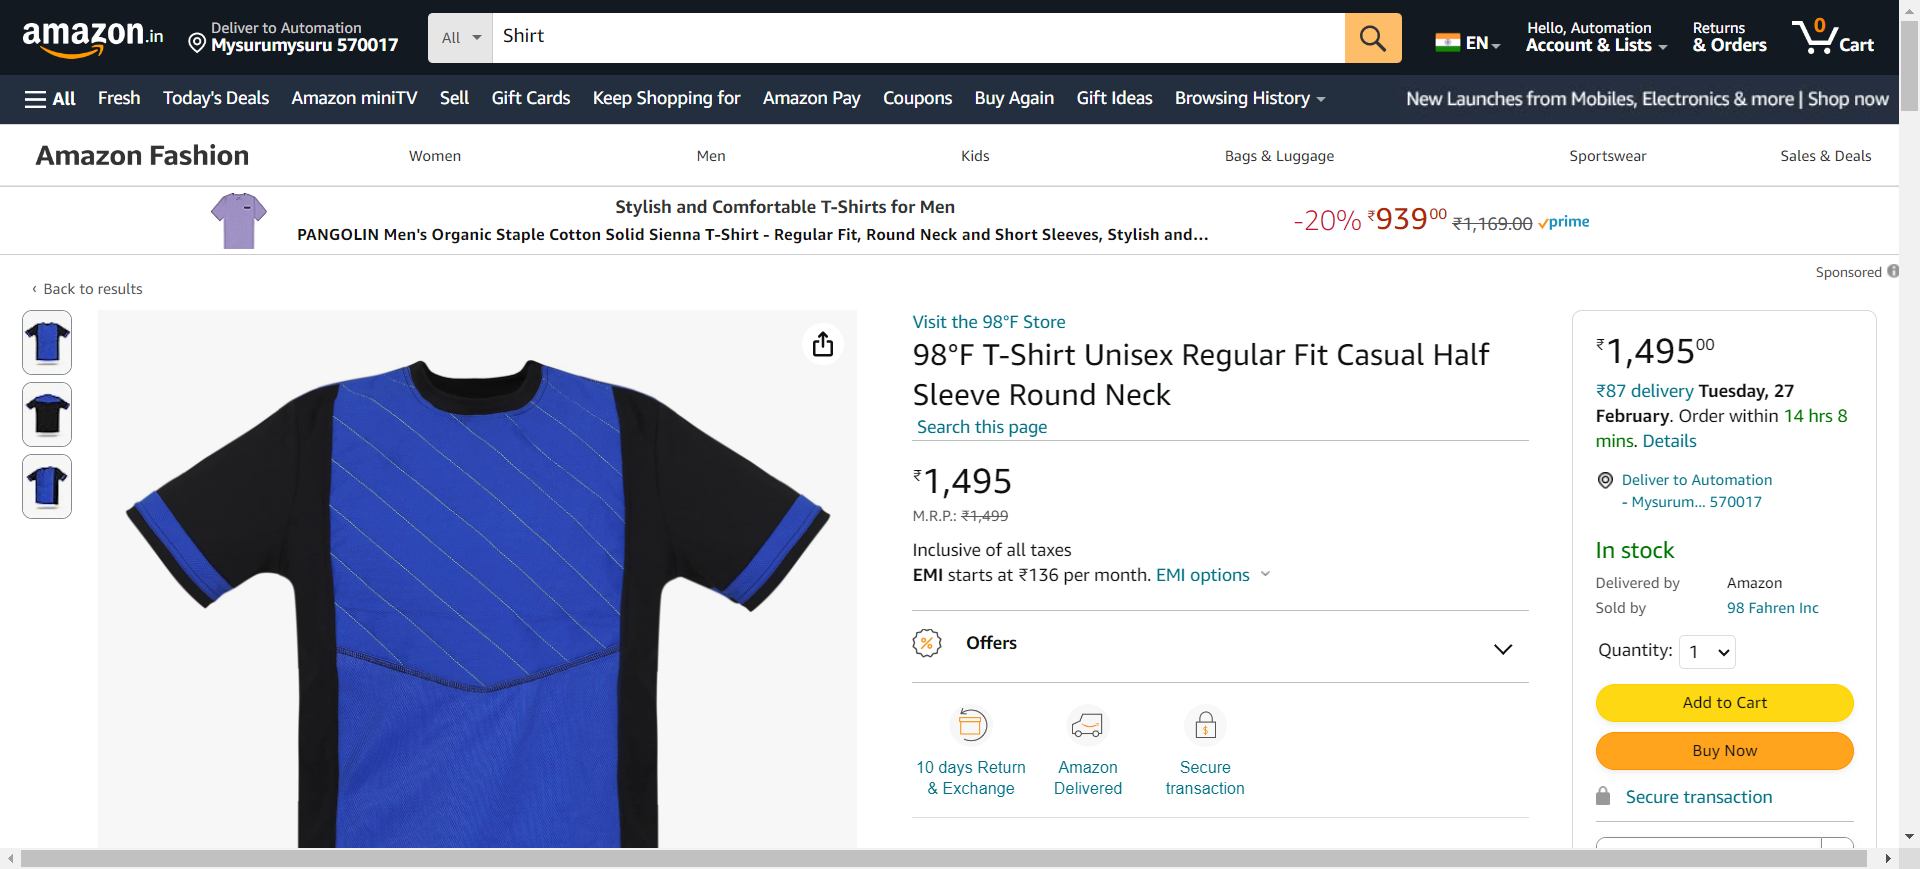 amazon.in
Deliver to Automation
Mysurumysuru 570017
All
Shirt
EN
Hello, Automation
Account & Lists
Returns
& Orders
0
Cart
All
Fresh
Today's Deals
Amazon miniTV
Sell
Gift Cards
Keep Shopping for
Amazon Pay
Coupons
Buy Again
Gift Ideas
Browsing History
New Launches from Mobiles, Electronics & more | Shop now
Amazon Fashion
Women
Men
Kids
Bags & Luggage
Sportswear
Sales & Deals
Stylish and Comfortable T-Shirts for Men
PANGOLIN Men's Organic Staple Cotton Solid Sienna T-Shirt - Regular Fit, Round Neck and Short Sleeves, Stylish and...
-20% ₹93900 ₹1,169.00 prime
Sponsored
‹ Back to results
Visit the 98°F Store
98°F T-Shirt Unisex Regular Fit Casual Half
Sleeve Round Neck
Search this page
₹1,495
M.R.P.: ₹1,499
Inclusive of all taxes
EMI starts at ₹136 per month. EMI options
Offers
10 days Return
& Exchange
Amazon
Delivered
Secure
transaction
₹1,49500
₹87 delivery Tuesday, 27
February. Order within 14 hrs 8
mins. Details
Deliver to Automation
- Mysurum... 570017
In stock
Delivered by Amazon
Sold by 98 Fahren Inc
Quantity: 1
Add to Cart
Buy Now
Secure transaction